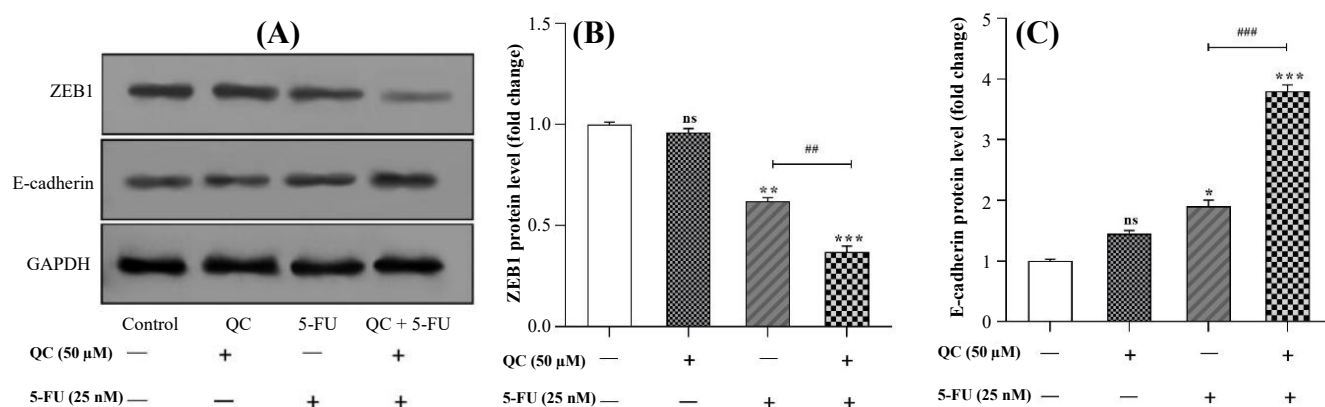 (A)
ZEB1
E-cadherin
GAPDH
Control QC 5-FU QC + 5-FU
QC (50 µM) — + — +
5-FU (25 nM) — — + +
(B)
ZEB1 protein level (fold change)
1.0
0.5
0.0
ns
**
##
***
QC (50 µM) — + — +
5-FU (25 nM) — — + +
(C)
E-cadherin protein level (fold change)
5
4
3
2
1
0
ns
*
###
***
QC (50 µM) — + — +
5-FU (25 nM) — — + +